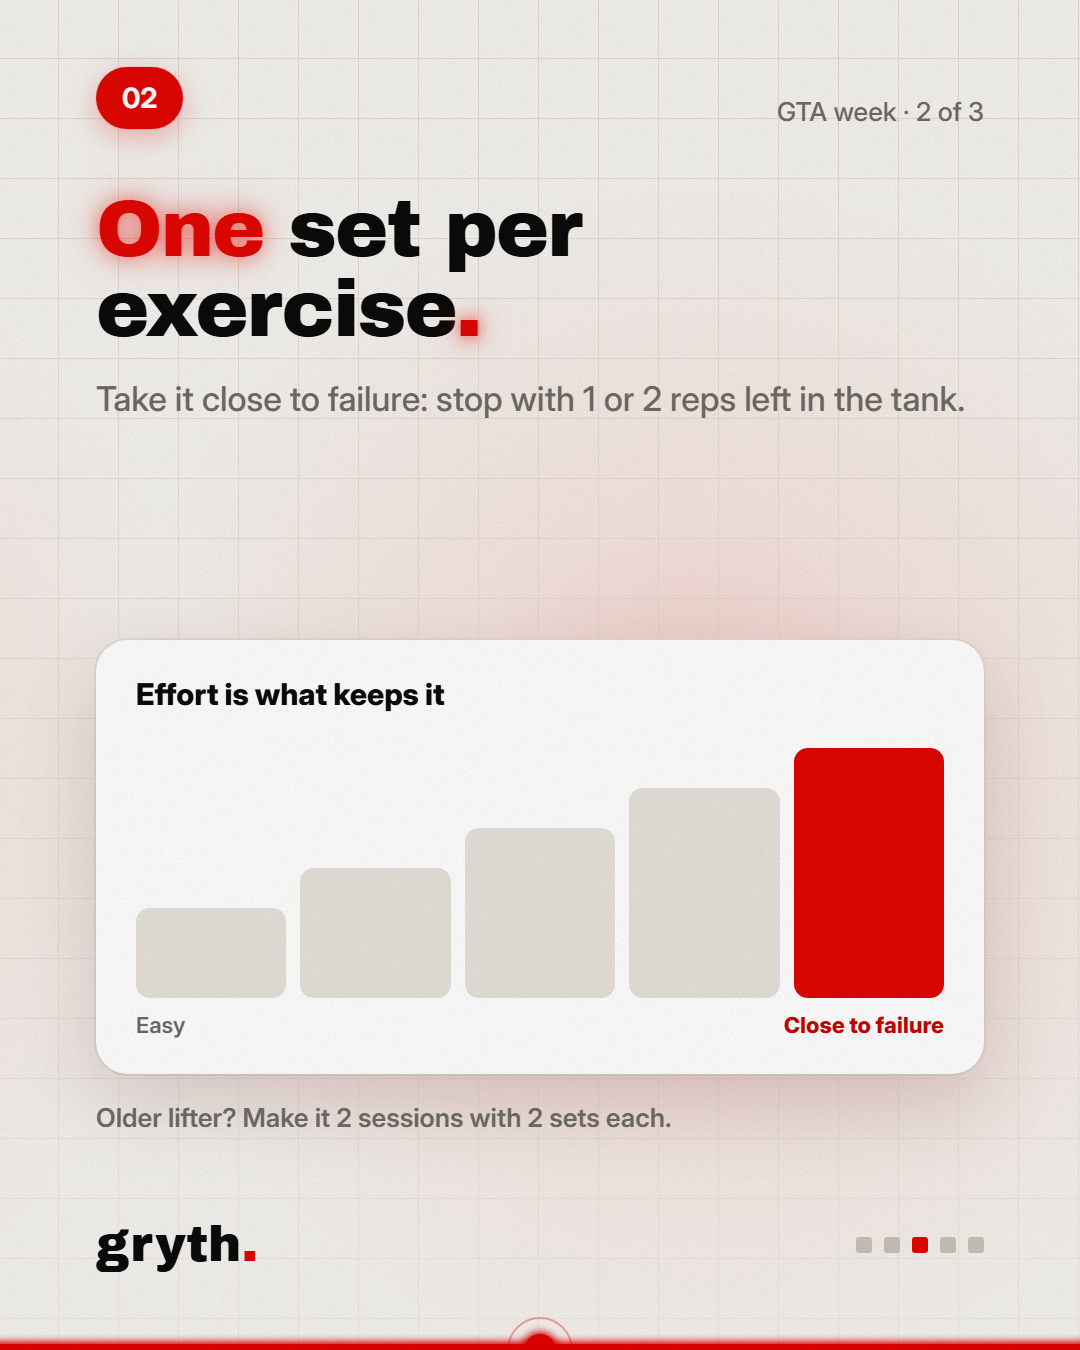 02
GTA week · 2 of 3
One set per
exercise.
Take it close to failure: stop with 1 or 2 reps left in the tank.
Effort is what keeps it
Easy
Close to failure
Older lifter? Make it 2 sessions with 2 sets each.
gryth.